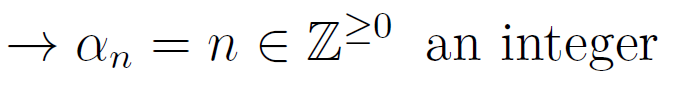 → αₙ = n ∈ ℤ^≥0 an integer